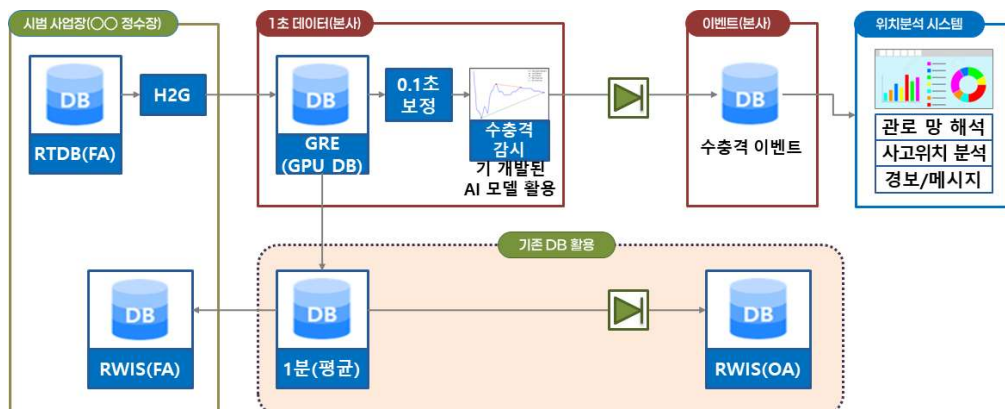 시범 사업장(○○ 정수장)
1초 데이터(본사)
이벤트(본사)
위치분석 시스템
DB
RTDB(FA)
H2G
DB
GRE
(GPU DB)
0.1초
보정
수충격
감시
기 개발된
AI 모델 활용
DB
수충격 이벤트
관로 망 해석
사고위치 분석
경보/메시지
기존 DB 활용
DB
RWIS(FA)
DB
1분(평균)
DB
RWIS(OA)